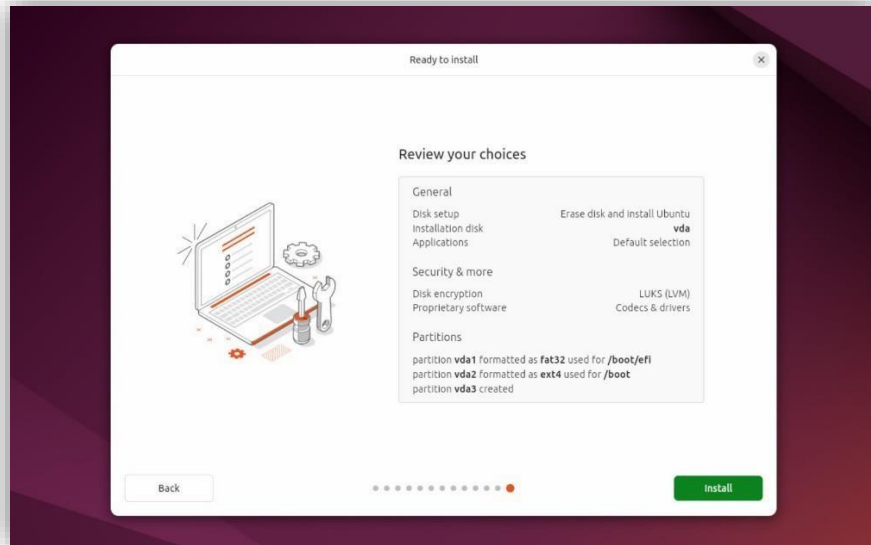 Ready to install
Review your choices
General
Disk setup Erase disk and install Ubuntu
Installation disk vda
Applications Default selection
Security & more
Disk encryption LUKS (LVM)
Proprietary software Codecs & drivers
Partitions
partition vda1 formatted as fat32 used for /boot/efi
partition vda2 formatted as ext4 used for /boot
partition vda3 created
Back
Install